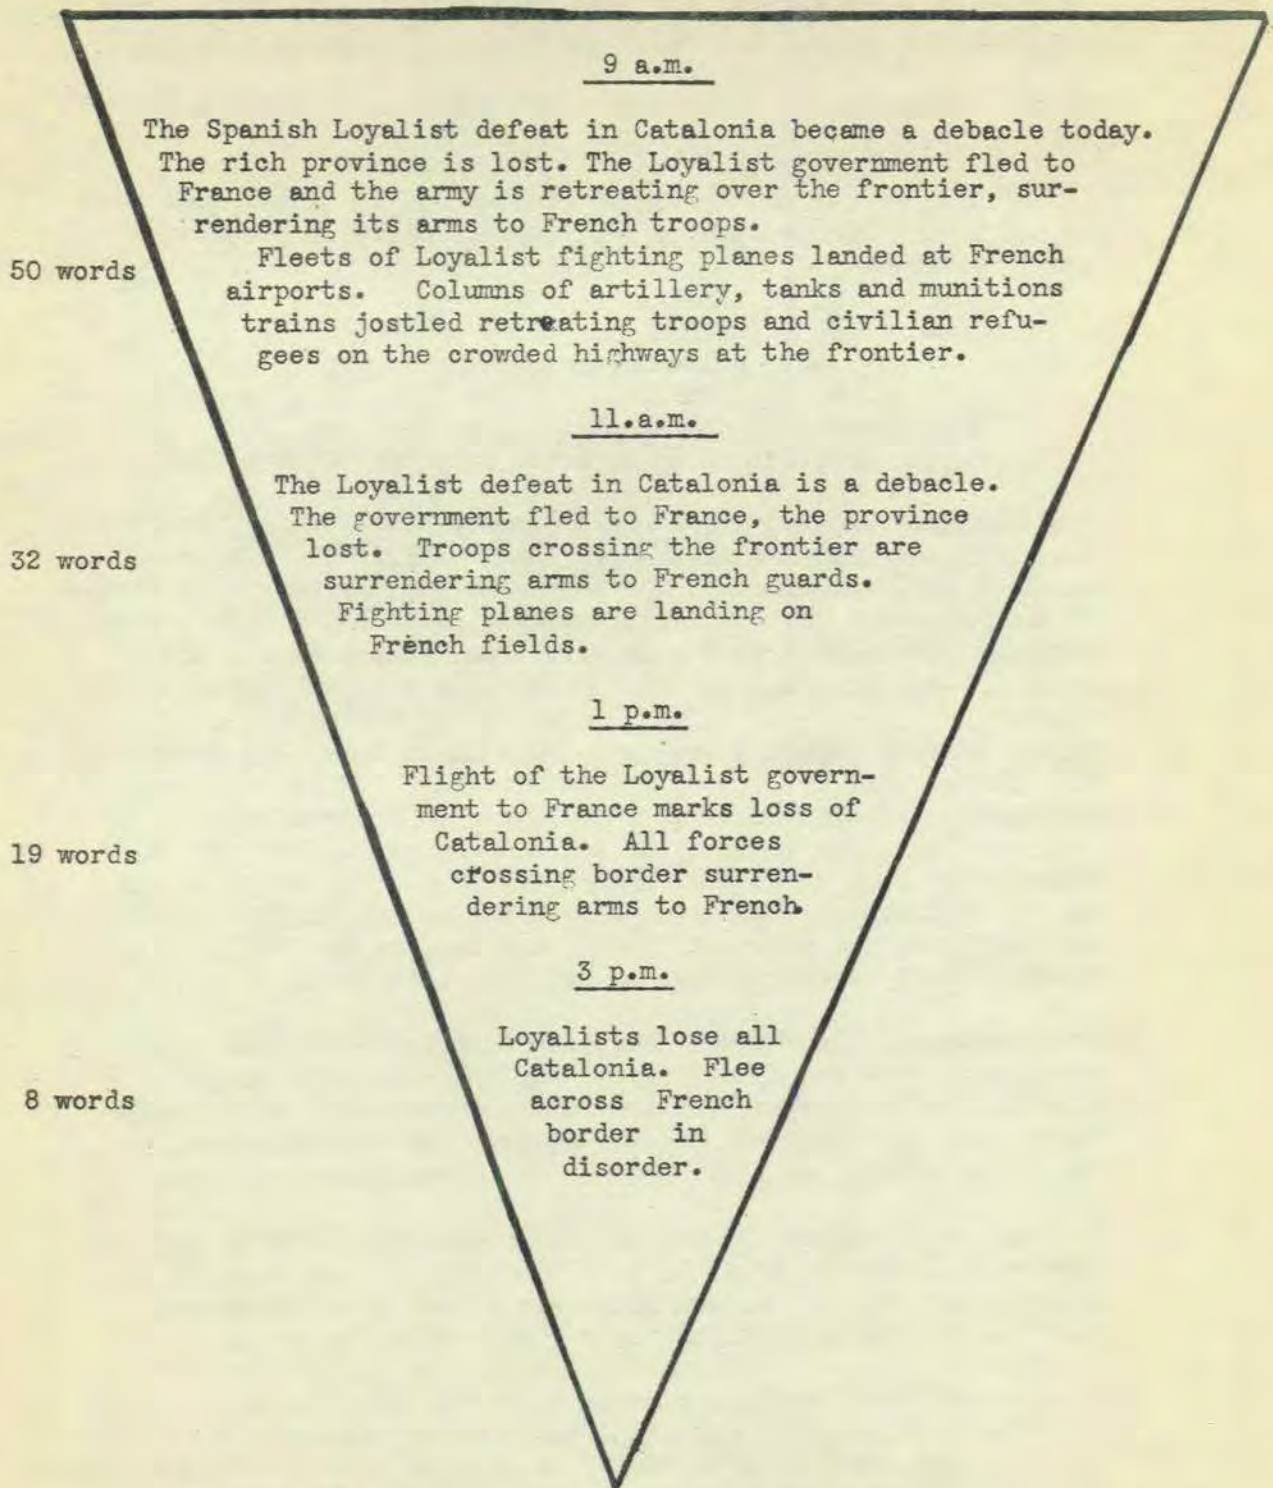 9 a.m.
The Spanish Loyalist defeat in Catalonia became a debacle today.
The rich province is lost. The Loyalist government fled to
France and the army is retreating over the frontier, sur-
rendering its arms to French troops.
50 words
Fleets of Loyalist fighting planes landed at French
airports. Columns of artillery, tanks and munitions
trains jostled retreating troops and civilian refu-
gees on the crowded highways at the frontier.
11.a.m.
The Loyalist defeat in Catalonia is a debacle.
The government fled to France, the province
32 words
lost. Troops crossing the frontier are
surrendering arms to French guards.
Fighting planes are landing on
French fields.
1 p.m.
Flight of the Loyalist govern-
ment to France marks loss of
19 words
Catalonia. All forces
crossing border surren-
dering arms to French.
3 p.m.
Loyalists lose all
Catalonia. Flee
8 words
across French
border in
disorder.